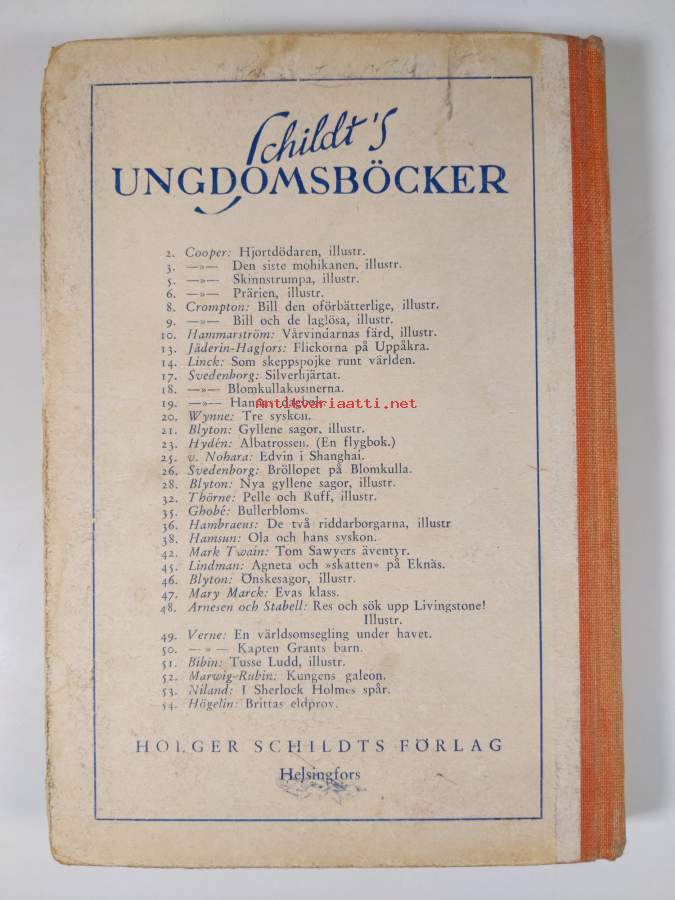 Schildt's
UNGDOMSBÖCKER
2. Cooper: Hjortdödaren, illustr.
3. —»— Den siste mohikanen, illustr.
5. —»— Skinnstrumpa, illustr.
6. —»— Prärien, illustr.
8. Crompton: Bill den oförbätterlige, illustr.
9. —»— Bill och de laglösa, illustr.
10. Hammarström: Vårvindarnas färd, illustr.
13. Jäderin-Hagfors: Flickorna på Uppåkra.
14. Linck: Som skeppspojke runt världen.
17. Svedenborg: Silverhjärtat.
18. —»— Blomkullakusinerna.
19. —»— Hannas dagbok.
Antikvariaatti.net
20. Wynne: Tre syskon.
21. Blyton: Gyllene sagor, illustr.
23. Hydén: Albatrossen. (En flygbok.)
25. v. Nohara: Edvin i Shanghai.
26. Svedenborg: Bröllopet på Blomkulla.
28. Blyton: Nya gyllene sagor, illustr.
32. Thörne: Pelle och Ruff, illustr.
35. Ghobé: Bullerbloms.
36. Hambraeus: De två riddarborgarna, illustr
38. Hamsun: Ola och hans syskon.
42. Mark Twain: Tom Sawyers äventyr.
45. Lindman: Agneta och »skatten» på Eknäs.
46. Blyton: Önskesagor, illustr.
47. Mary Marck: Evas klass.
48. Arnesen och Stabell: Res och sök upp Livingstone!
Illustr.
49. Verne: En världsomsegling under havet.
50. —»— Kapten Grants barn.
51. Bibin: Tusse Ludd, illustr.
52. Marwig-Rubin: Kungens galeon.
53. Niland: I Sherlock Holmes spår.
54. Högelin: Brittas eldprov.
HOLGER SCHILDTS FÖRLAG
Helsingfors